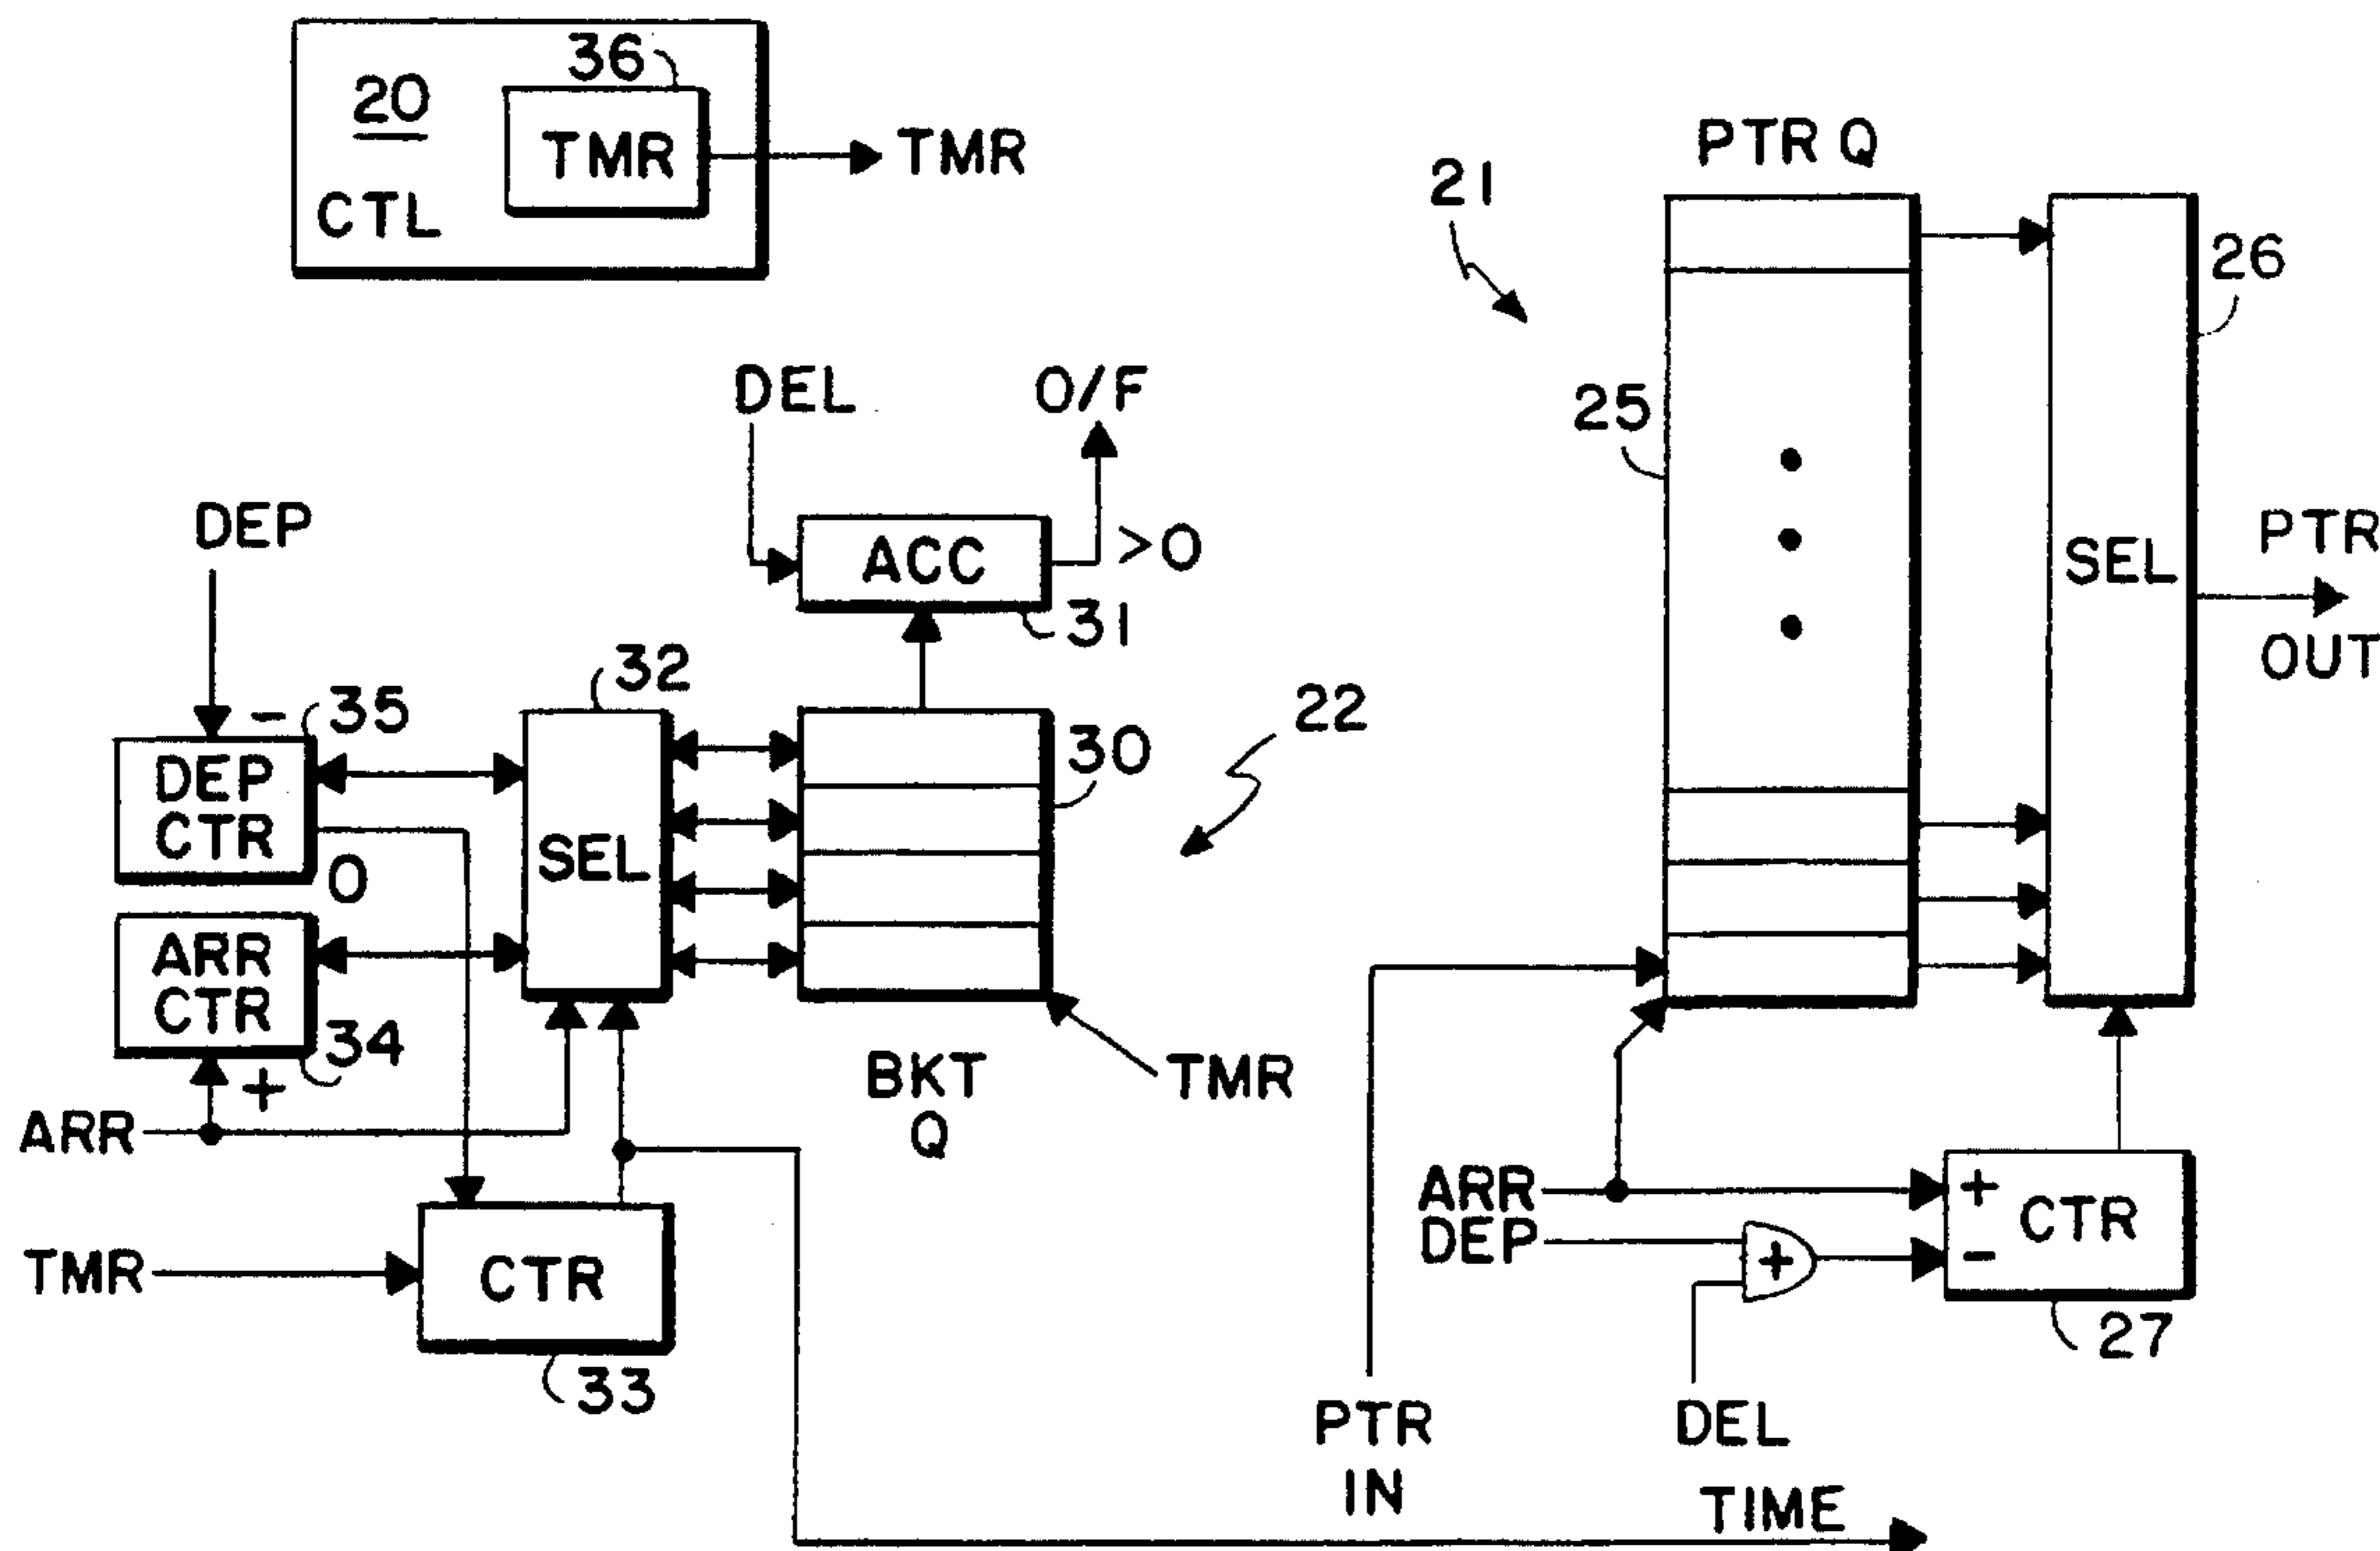 36
20
TMR
TMR
CTL
PTR Q
21
26
DEL
O/F
25
DEP
ACC
>0
31
SEL
PTR
OUT
32
-
35
22
30
DEP
CTR
SEL
0
ARR
CTR
34
+
BKT
Q
TMR
ARR
ARR
DEP
+
-
CTR
+
TMR
CTR
27
33
PTR
IN
DEL
TIME